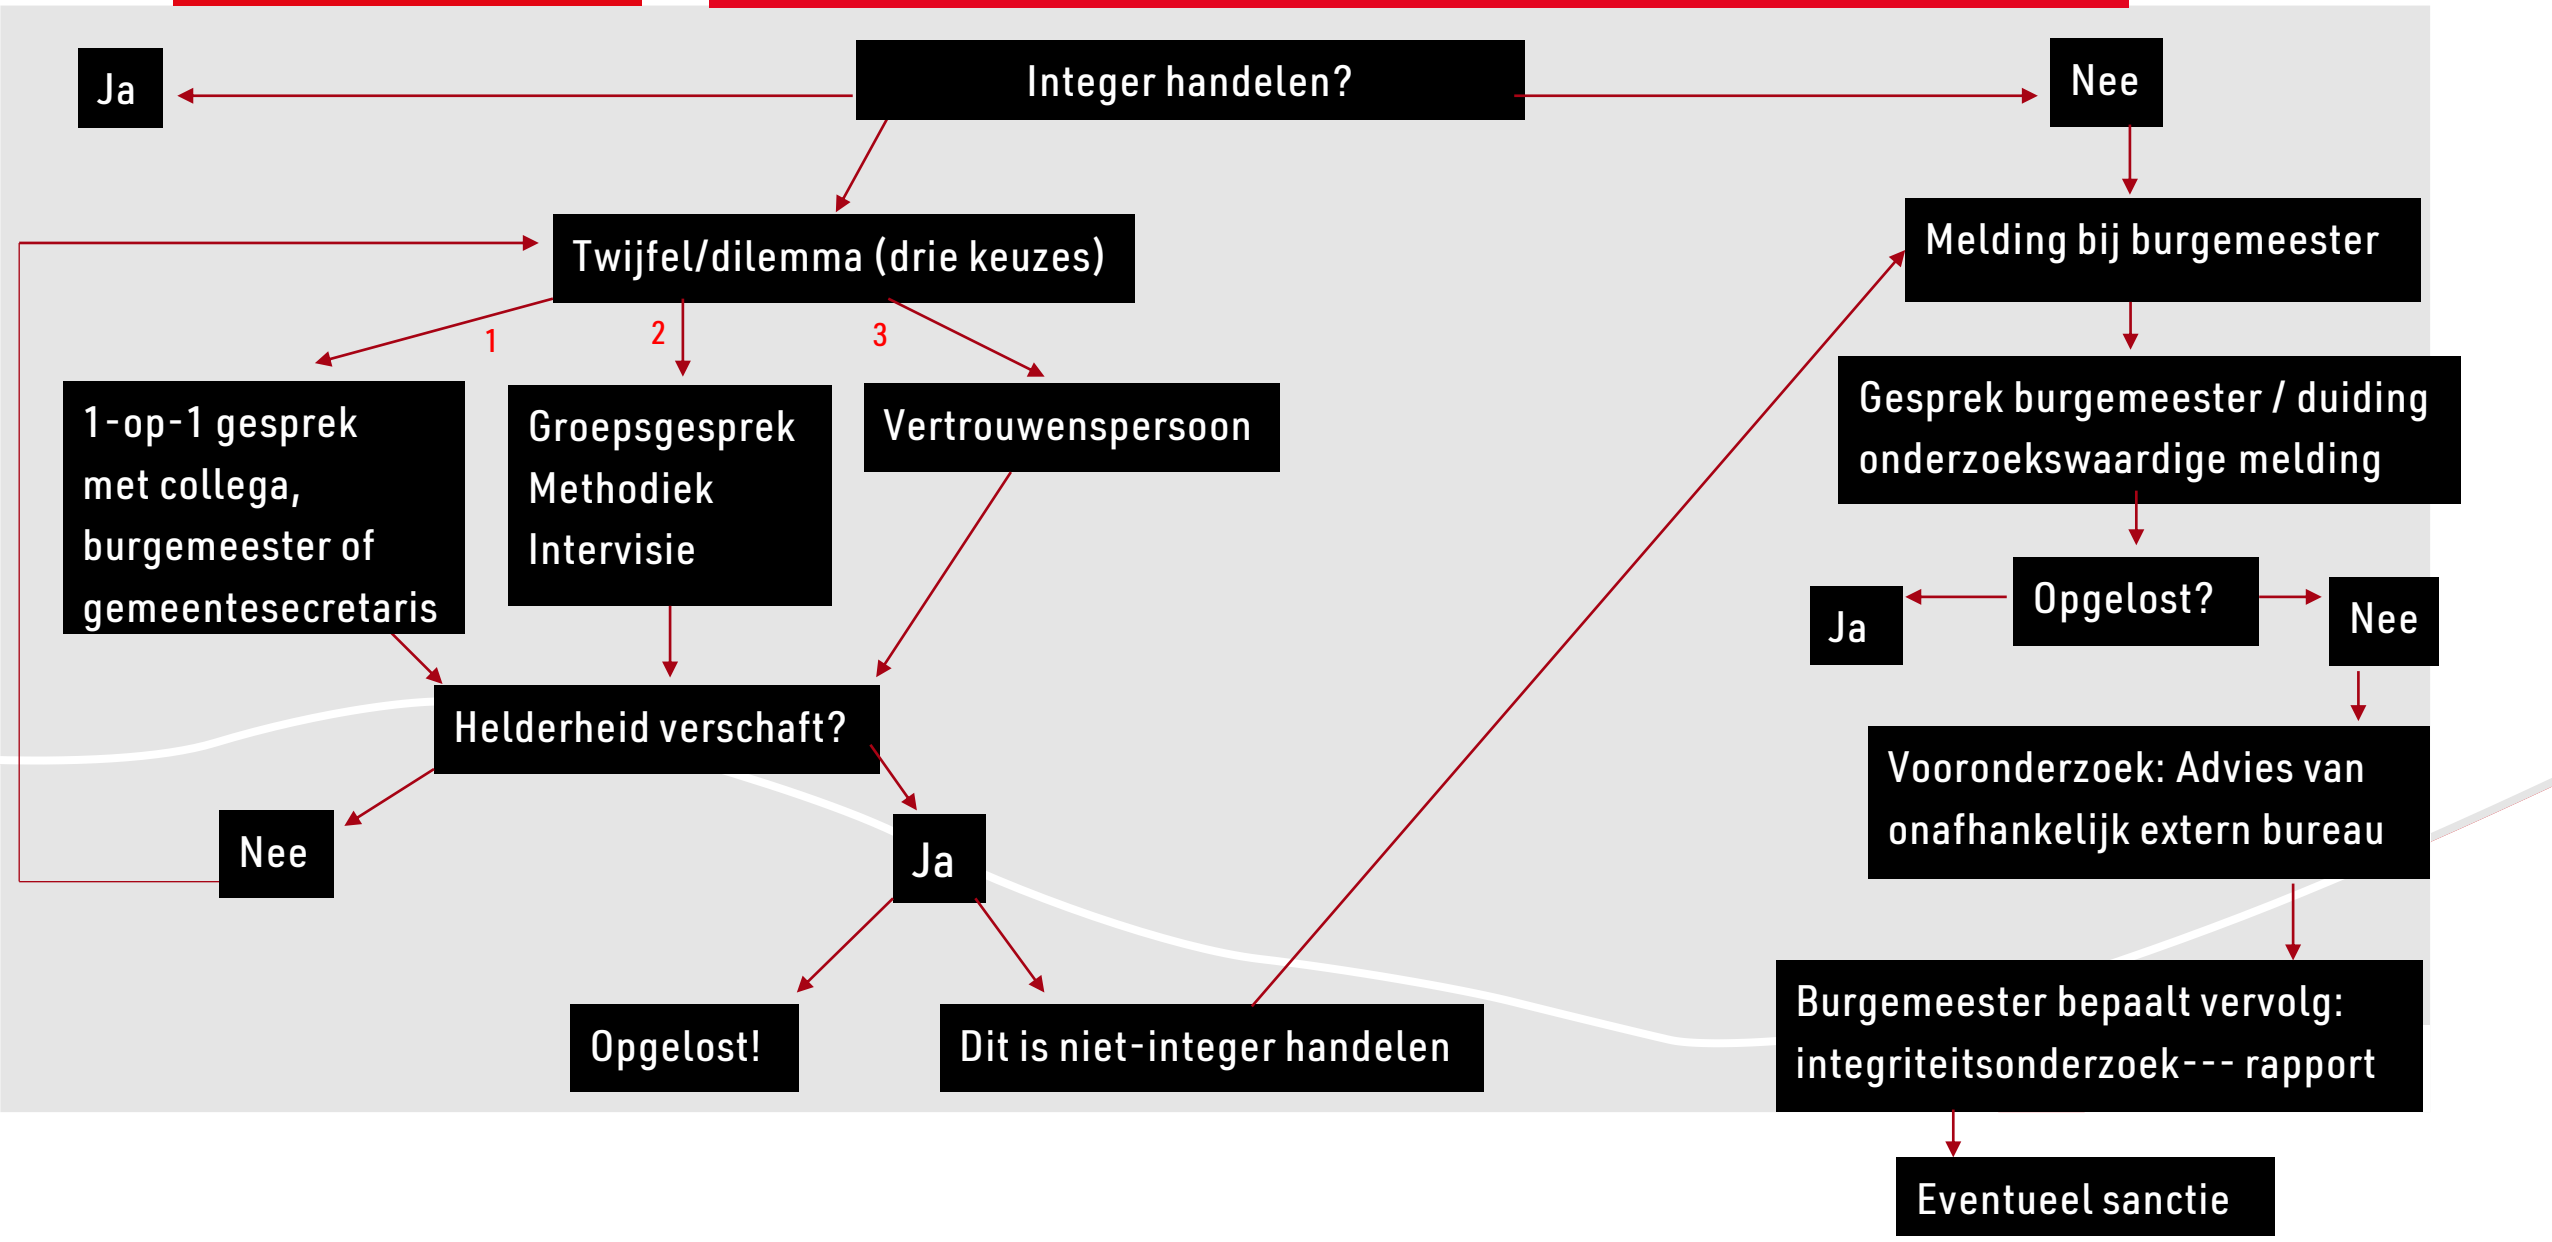 Ja
Integer handelen?
Nee
Twijfel/dilemma (drie keuzes)
Melding bij burgemeester
1
2
3
1-op-1 gesprek
met collega,
burgemeester of
gemeentesecretaris
Groepsgesprek
Methodiek
Intervisie
Vertrouwenspersoon
Gesprek burgemeester / duiding
onderzoekswaardige melding
Opgelost?
Ja
Nee
Helderheid verschaft?
Nee
Ja
Vooronderzoek: Advies van
onafhankelijk extern bureau
Opgelost!
Dit is niet-integer handelen
Burgemeester bepaalt vervolg:
integriteitsonderzoek--- rapport
Eventueel sanctie